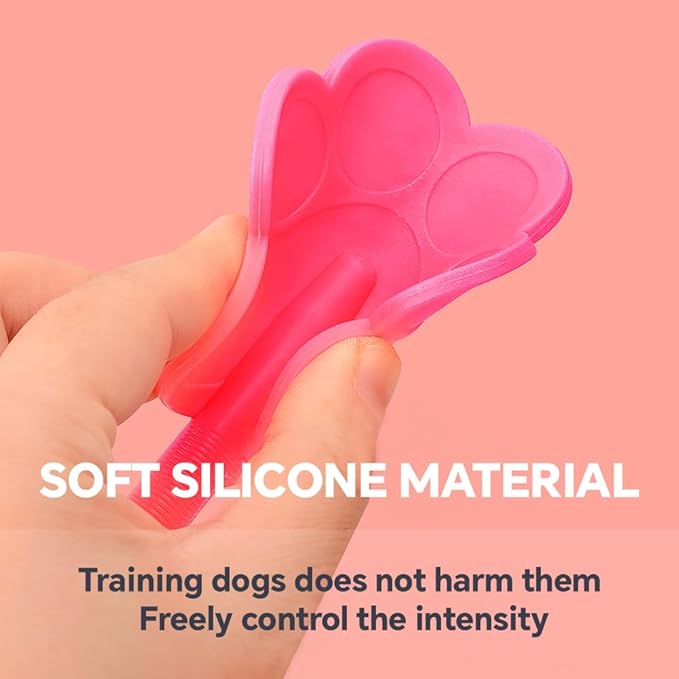 SOFT SILICONE MATERIAL
Training dogs does not harm them
Freely control the intensity